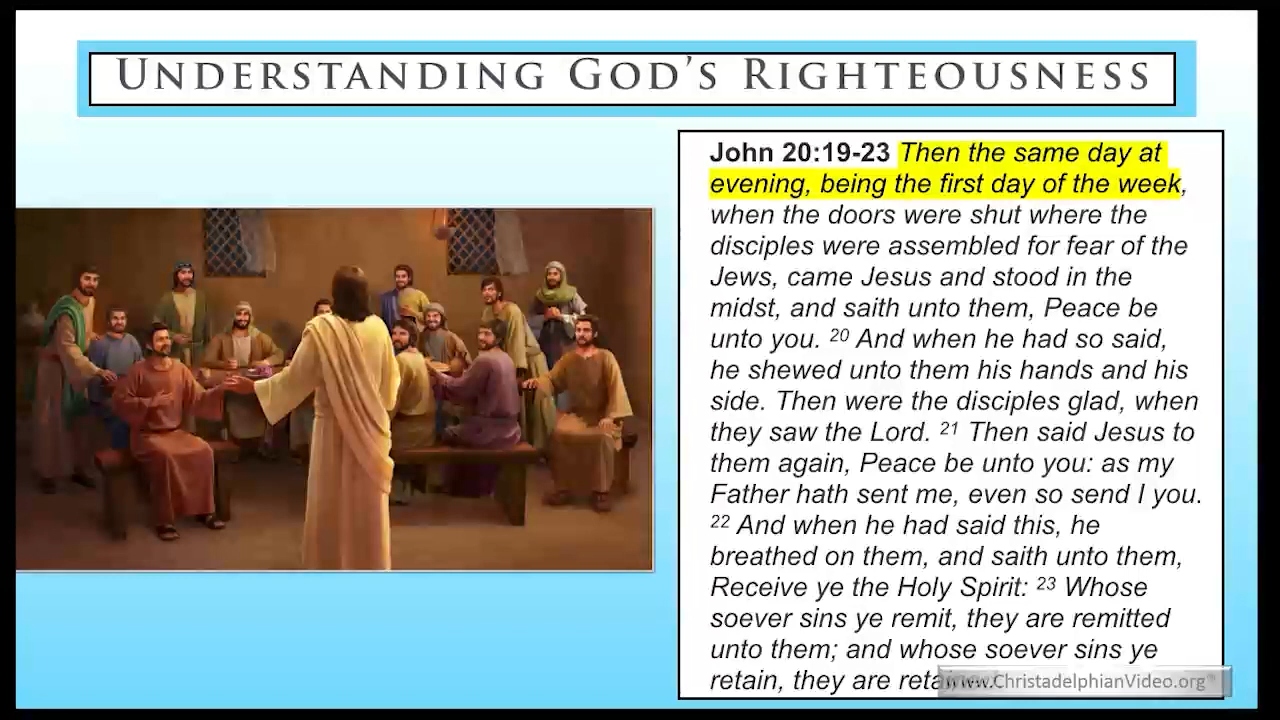 UNDERSTANDING GOD'S RIGHTEOUSNESS
John 20:19-23 Then the same day at
evening, being the first day of the week,
when the doors were shut where the
disciples were assembled for fear of the
Jews, came Jesus and stood in the
midst, and saith unto them, Peace be
unto you. 20 And when he had so said,
he shewed unto them his hands and his
side. Then were the disciples glad, when
they saw the Lord. 21 Then said Jesus to
them again, Peace be unto you: as my
Father hath sent me, even so send I you.
22 And when he had said this, he
breathed on them, and saith unto them,
Receive ye the Holy Spirit: 23 Whose
soever sins ye remit, they are remitted
unto them; and whose soever sins ye
retain, they are
www.ChristadelphianVideo.org®